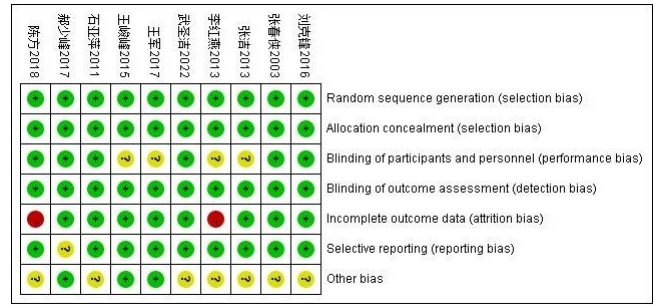 陈方2018 郝少峰2017 石亚萍2011 王峻峰2015 王军2017 武圣洁2022 李红燕2013 张洁2013 张春侠2003 刘克锋2016
+ + + + + + + + + + Random sequence generation (selection bias)
+ + + + + + + + + + Allocation concealment (selection bias)
+ + + ? ? + ? ? + + Blinding of participants and personnel (performance bias)
+ + + + + + + + + + Blinding of outcome assessment (detection bias)
+ + + + + + + + Incomplete outcome data (attrition bias)
+ ? + + + + + + + + Selective reporting (reporting bias)
? + ? + + ? ? ? ? ? Other bias